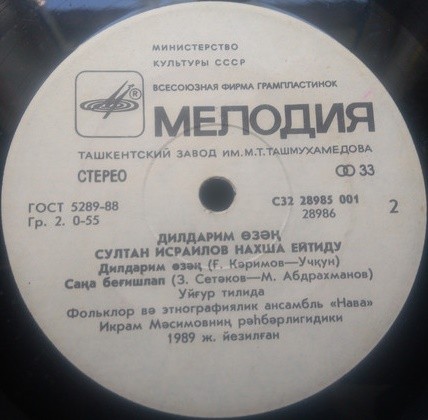 МИНИСТЕРСТВО
КУЛЬТУРЫ СССР
ВСЕСОЮЗНАЯ ФИРМА ГРАМПЛАСТИНОК
МЕЛОДИЯ
ТАШКЕНТСКИЙ ЗАВОД ИМ. М.Т.ТАШМУХАМЕДОВА
СТЕРЕО 33
ГОСТ 5289-88 С32 28985 001
Гр. 2. 0-55 28986 2
ДИЛДАРИМ ӨЗӘҢ
СУЛТАН ИСРАИЛОВ НАХША ЕЙТИДУ
Дилдарим өзәң (Ғ. Кәримов—Учқун)
Саңа беғишлап (З. Сетәков—М. Абдрахманов)
Уйғур тилида
Фольклор вә этнографиялик ансамбль «Нава»
Икрам Мәсимовниң рәһбәрлигидики
1989 ж. йезилған